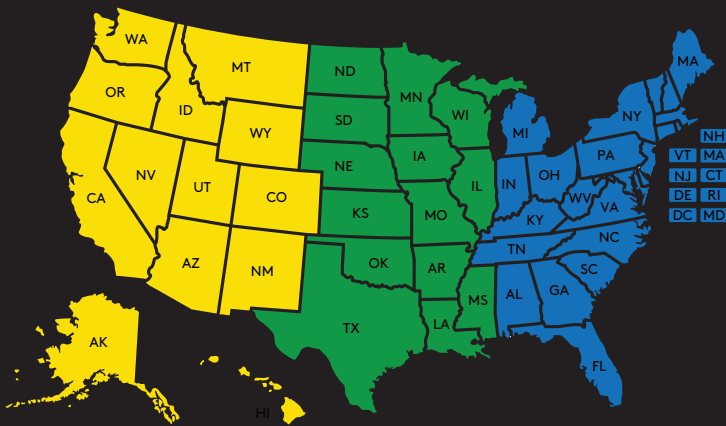 WA
OR
ID
MT
WY
NV
UT
CO
CA
AZ
NM
AK
HI
ND
SD
NE
KS
OK
TX
MN
IA
MO
AR
LA
WI
IL
MS
MI
IN
OH
KY
TN
AL
GA
FL
SC
NC
VA
WV
PA
NY
MA
NH
VT MA
NJ CT
DE RI
DC MD